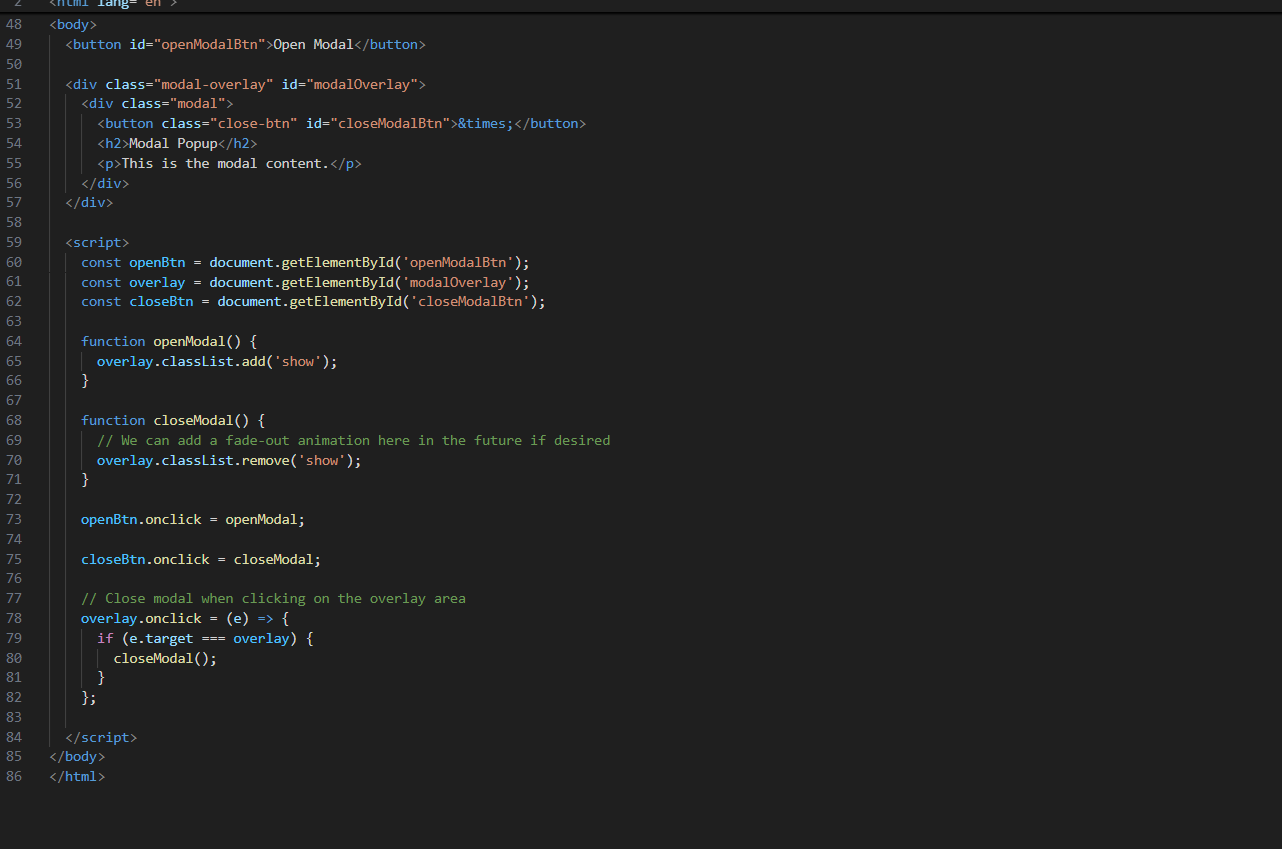 2 <html lang="en">
48 <body>
49 <button id="openModalBtn">Open Modal</button>
50
51 <div class="modal-overlay" id="modalOverlay">
52 <div class="modal">
53 <button class="close-btn" id="closeModalBtn">&times;</button>
54 <h2>Modal Popup</h2>
55 <p>This is the modal content.</p>
56 </div>
57 </div>
58
59 <script>
60 const openBtn = document.getElementById('openModalBtn');
61 const overlay = document.getElementById('modalOverlay');
62 const closeBtn = document.getElementById('closeModalBtn');
63
64 function openModal() {
65 overlay.classList.add('show');
66 }
67
68 function closeModal() {
69 // We can add a fade-out animation here in the future if desired
70 overlay.classList.remove('show');
71 }
72
73 openBtn.onclick = openModal;
74
75 closeBtn.onclick = closeModal;
76
77 // Close modal when clicking on the overlay area
78 overlay.onclick = (e) => {
79 if (e.target === overlay) {
80 closeModal();
81 }
82 };
83
84 </script>
85 </body>
86 </html>